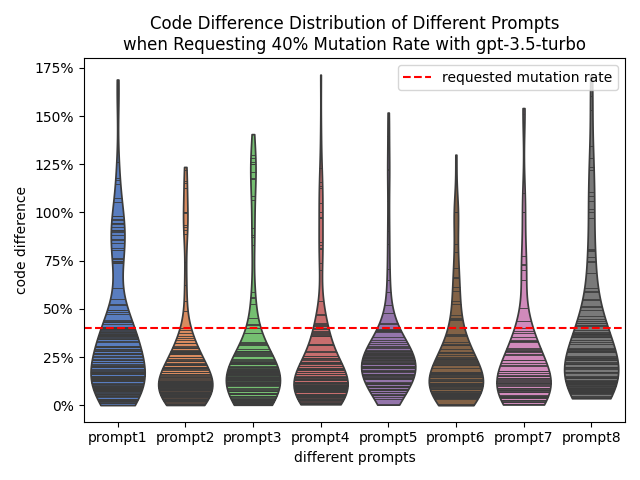 Code Difference Distribution of Different Prompts
when Requesting 40% Mutation Rate with gpt-3.5-turbo
requested mutation rate
code difference
175%
150%
125%
100%
75%
50%
25%
0%
prompt1 prompt2 prompt3 prompt4 prompt5 prompt6 prompt7 prompt8
different prompts